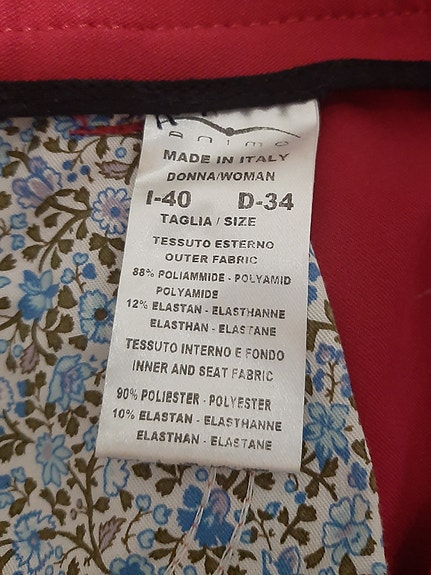 animo
MADE IN ITALY
DONNA/WOMAN
I-40 D-34
TAGLIA / SIZE
TESSUTO ESTERNO
OUTER FABRIC
88% POLIAMMIDE - POLYAMID
POLYAMIDE
12% ELASTAN - ELASTHANNE
ELASTHAN - ELASTANE
TESSUTO INTERNO E FONDO
INNER AND SEAT FABRIC
90% POLIESTER - POLYESTER
10% ELASTAN - ELASTHANNE
ELASTHAN - ELASTANE